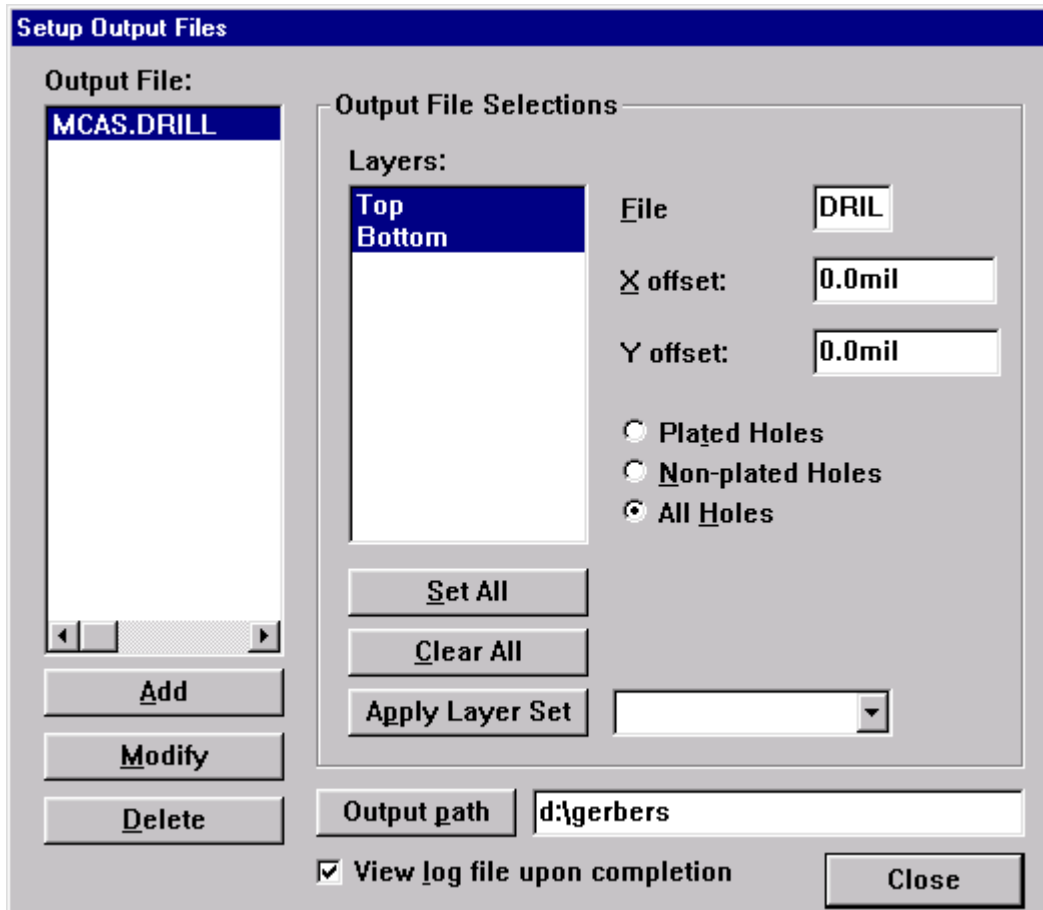 Setup Output Files
Output File:
MCAS.DRILL
Add
Modify
Delete
Output File Selections
Layers:
Top
Bottom
File
DRIL
X offset:
0.0mil
Y offset:
0.0mil
Plated Holes
Non-plated Holes
All Holes
Set All
Clear All
Apply Layer Set
Output path
d:\gerbers
View log file upon completion
Close